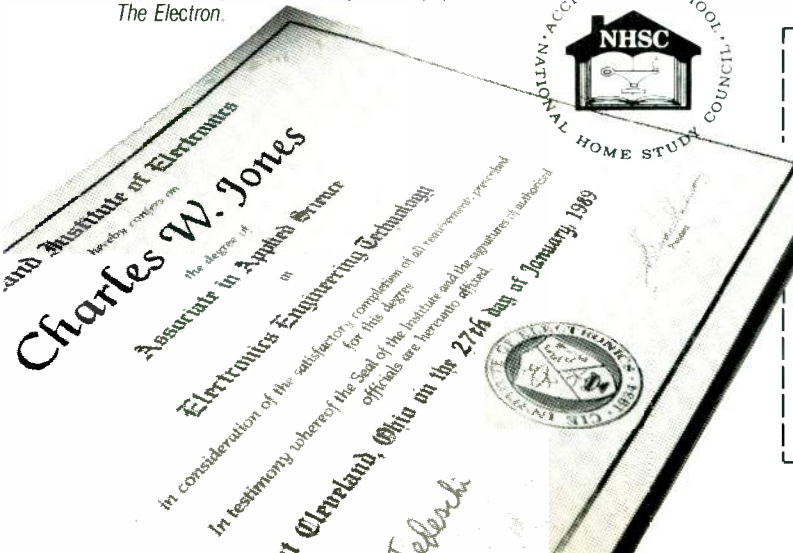 The Electron
NHSC
NATIONAL HOME STUDY COUNCIL
and Institute of Electronics
hereby confers on
Charles W. Jones
the degree of
Associate in Applied Science
in
Electronics Engineering Technology
in consideration of the satisfactory completion of all requirements prescribed
for this degree
In testimony whereof the Seal of the Institute and the signatures of authorized
officials are hereunto affixed.
t Cleveland, Ohio on the 27th day of January, 1989
President
Tedeschi